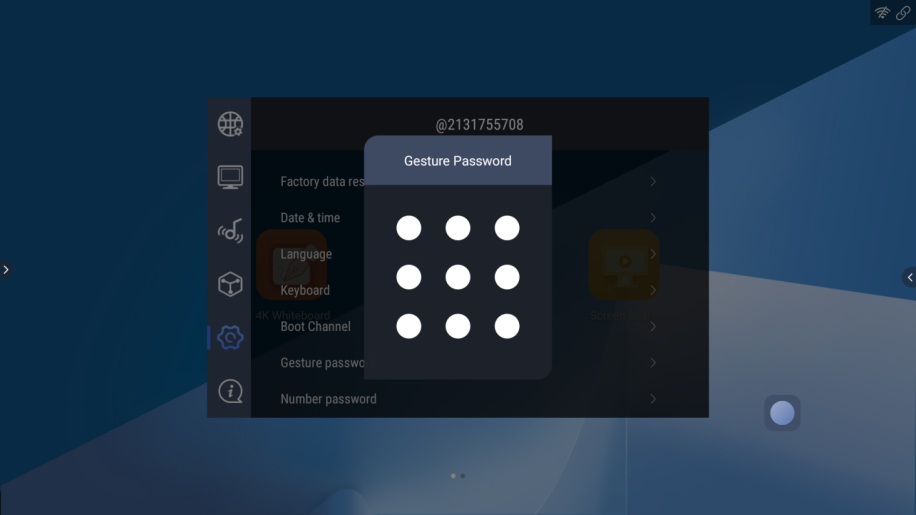 @2131755708
Gesture Password
Factory data res
Date & time
Language
Keyboard
4K Whiteboard
Boot Channel
Gesture passwo
Number password